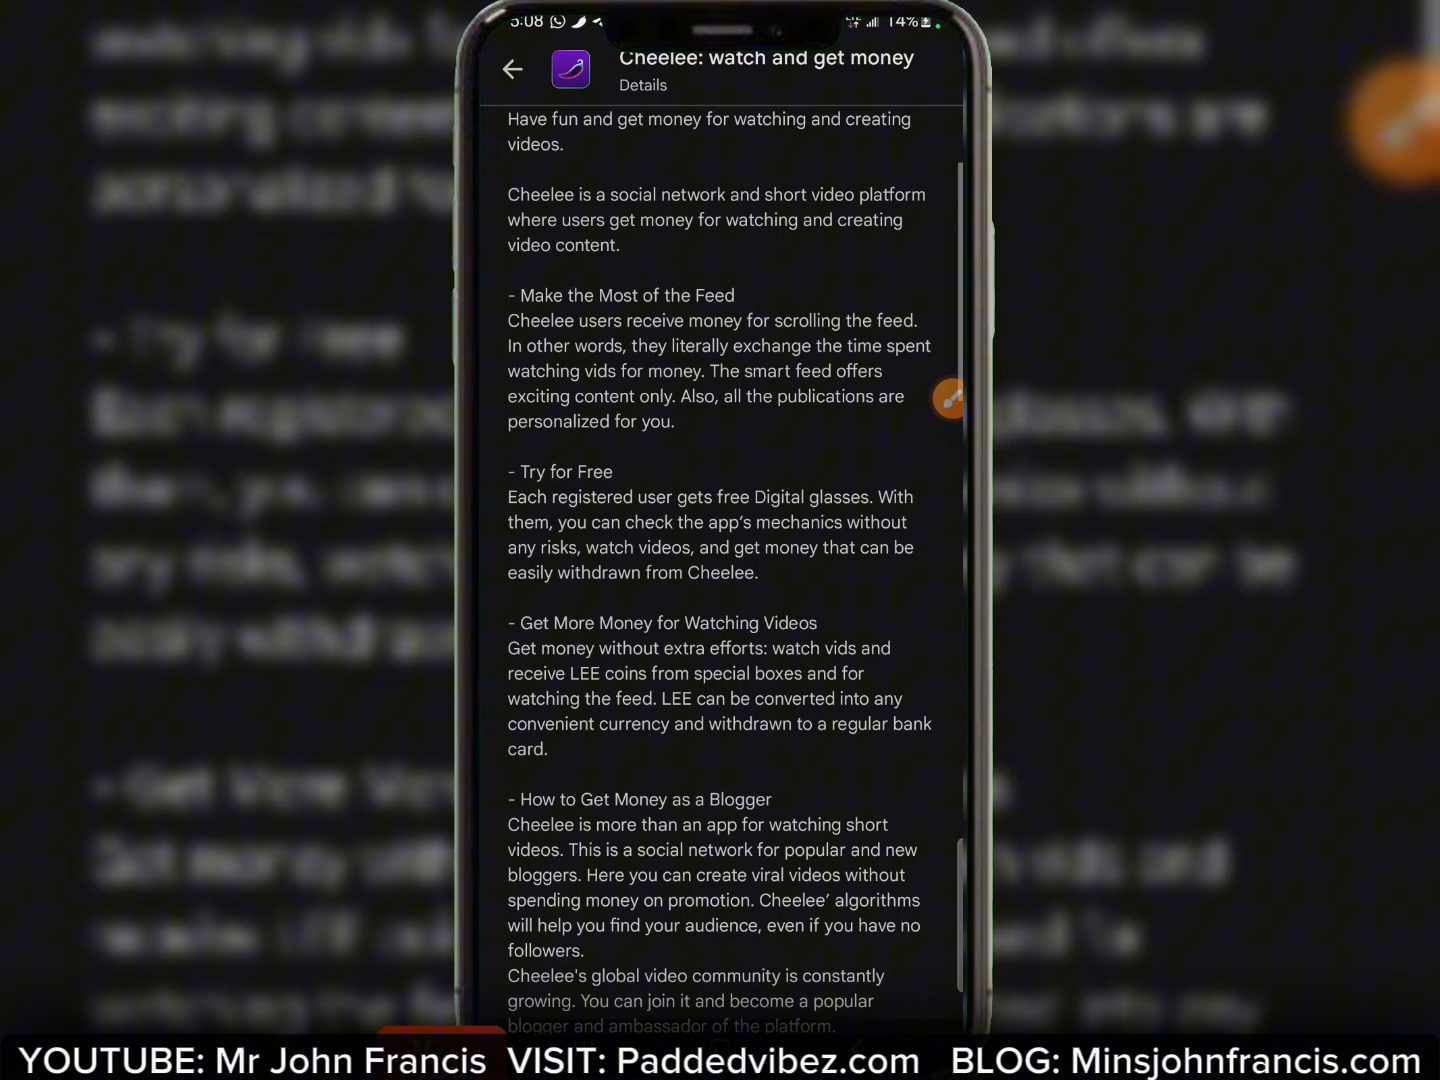 5:08
14%
Cheelee: watch and get money
Details
Have fun and get money for watching and creating
videos.
Cheelee is a social network and short video platform
where users get money for watching and creating
video content.
- Make the Most of the Feed
Cheelee users receive money for scrolling the feed.
In other words, they literally exchange the time spent
watching vids for money. The smart feed offers
exciting content only. Also, all the publications are
personalized for you.
- Try for Free
Each registered user gets free Digital glasses. With
them, you can check the app’s mechanics without
any risks, watch videos, and get money that can be
easily withdrawn from Cheelee.
- Get More Money for Watching Videos
Get money without extra efforts: watch vids and
receive LEE coins from special boxes and for
watching the feed. LEE can be converted into any
convenient currency and withdrawn to a regular bank
card.
- How to Get Money as a Blogger
Cheelee is more than an app for watching short
videos. This is a social network for popular and new
bloggers. Here you can create viral videos without
spending money on promotion. Cheelee’ algorithms
will help you find your audience, even if you have no
followers.
Cheelee's global video community is constantly
growing. You can join it and become a popular
blogger and ambassador of the platform.
YOUTUBE: Mr John Francis VISIT: Paddedvibez.com BLOG: Minsjohnfrancis.com